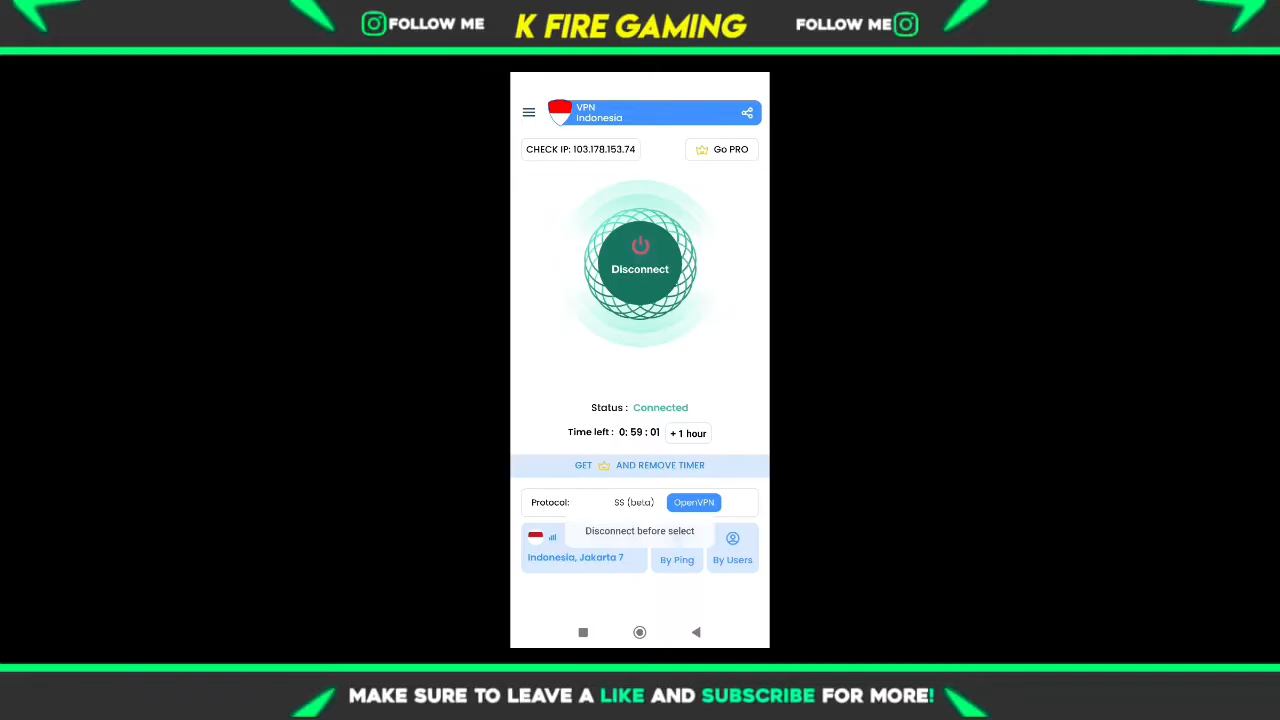 FOLLOW ME
K FIRE GAMING
FOLLOW ME
VPN
Indonesia
CHECK IP: 103.178.153.74
Go PRO
Disconnect
Status : Connected
Time left : 0: 59 : 01
+ 1 hour
GET AND REMOVE TIMER
Protocol: SS (beta) OpenVPN
Disconnect before select
Indonesia, Jakarta 7
By Ping
By Users
MAKE SURE TO LEAVE A LIKE AND SUBSCRIBE FOR MORE!